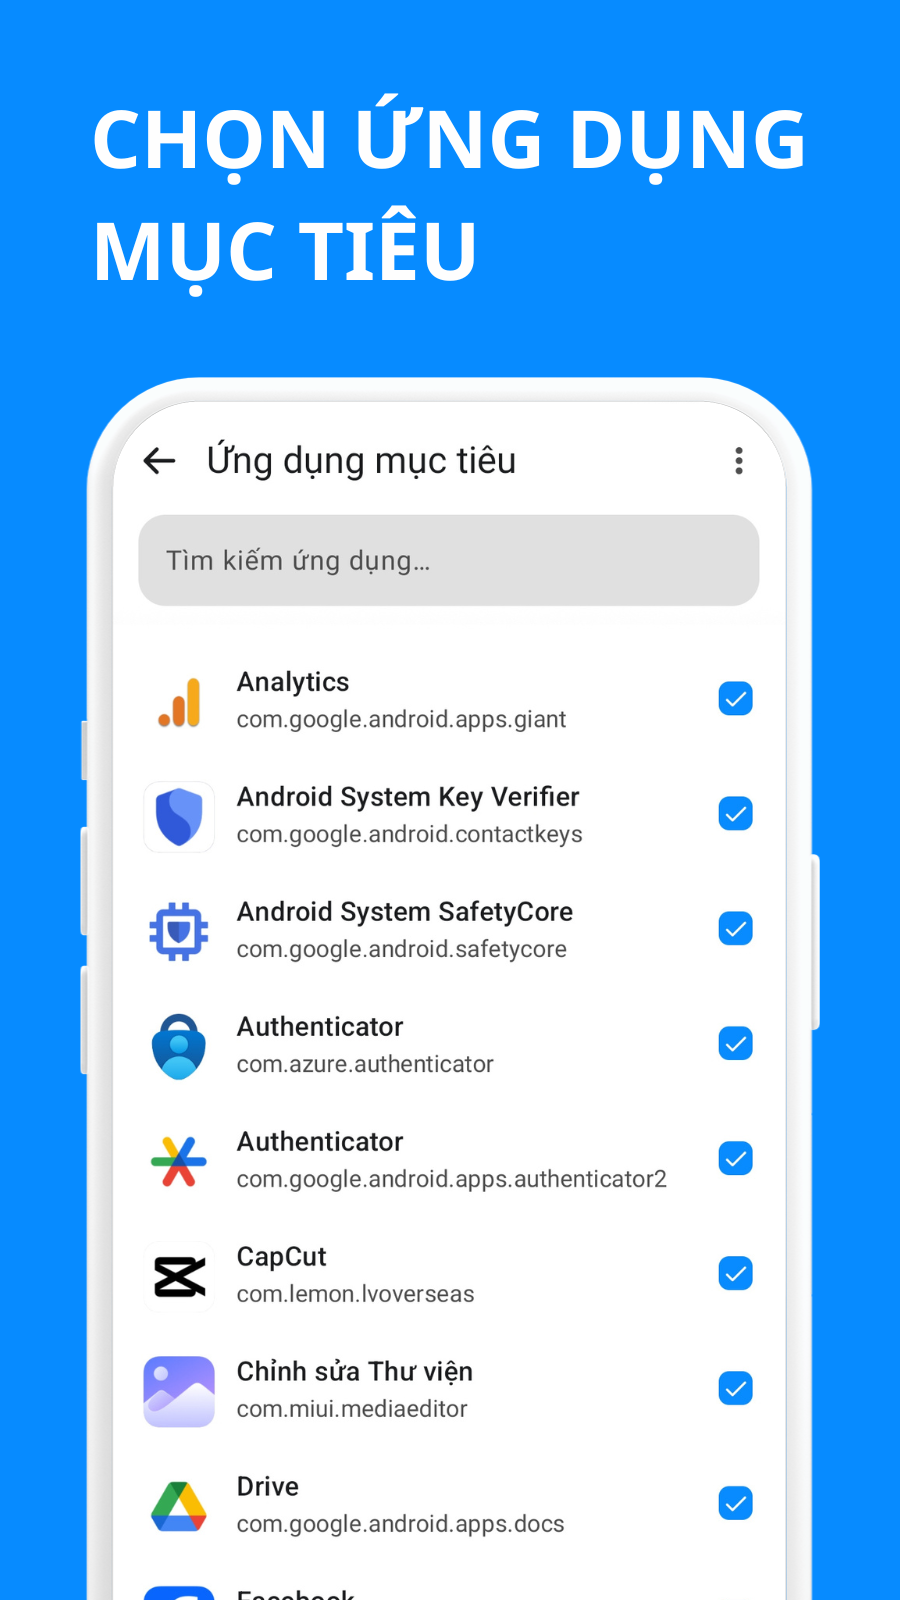 CHỌN ỨNG DỤNG
MỤC TIÊU
Ứng dụng mục tiêu
Tìm kiếm ứng dụng...
Analytics
com.google.android.apps.giant
Android System Key Verifier
com.google.android.contactkeys
Android System SafetyCore
com.google.android.safetycore
Authenticator
com.azure.authenticator
Authenticator
com.google.android.apps.authenticator2
CapCut
com.lemon.lvoverseas
Chỉnh sửa Thư viện
com.miui.mediaeditor
Drive
com.google.android.apps.docs
Facebook